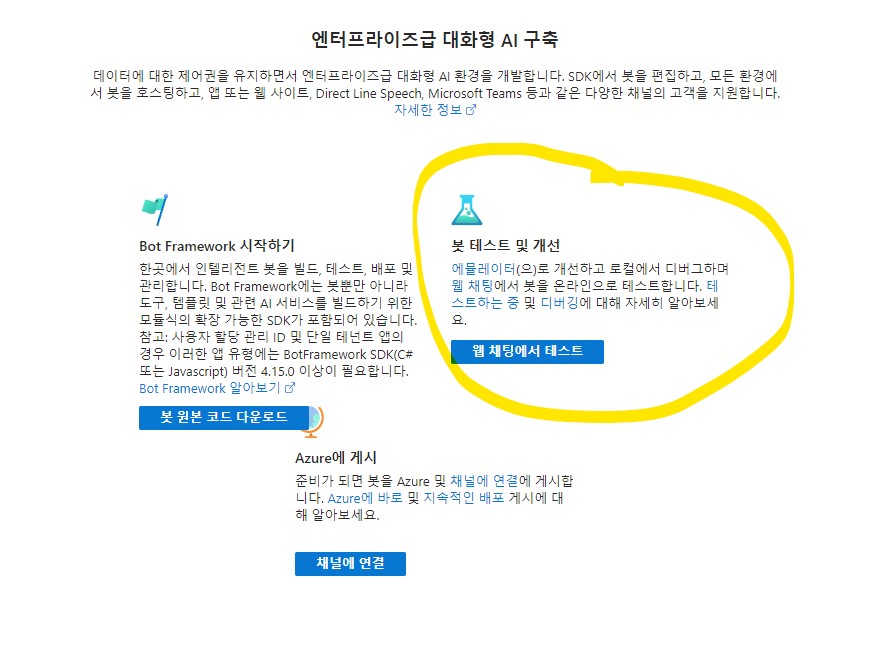 엔터프라이즈급 대화형 AI 구축
데이터에 대한 제어권을 유지하면서 엔터프라이즈급 대화형 AI 환경을 개발합니다. SDK에서 봇을 편집하고, 모든 환경에
서 봇을 호스팅하고, 앱 또는 웹 사이트, Direct Line Speech, Microsoft Teams 등과 같은 다양한 채널의 고객을 지원합니다.
자세한 정보
Bot Framework 시작하기
한곳에서 인텔리전트 봇을 빌드, 테스트, 배포 및
관리합니다. Bot Framework에는 봇뿐만 아니라
도구, 템플릿 및 관련 AI 서비스를 빌드하기 위한
모듈식의 확장 가능한 SDK가 포함되어 있습니다.
참고: 사용자 할당 관리 ID 및 단일 테넌트 앱의
경우 이러한 앱 유형에는 BotFramework SDK(C#
또는 Javascript) 버전 4.15.0 이상이 필요합니다.
Bot Framework 알아보기
봇 원본 코드 다운로드
봇 테스트 및 개선
에뮬레이터(으)로 개선하고 로컬에서 디버그하며
웹 채팅에서 봇을 온라인으로 테스트합니다. 테
스트하는 중 및 디버깅에 대해 자세히 알아보세
요.
웹 채팅에서 테스트
Azure에 게시
준비가 되면 봇을 Azure 및 채널에 연결에 게시합
니다. Azure에 바로 및 지속적인 배포 게시에 대
해 알아보세요.
채널에 연결